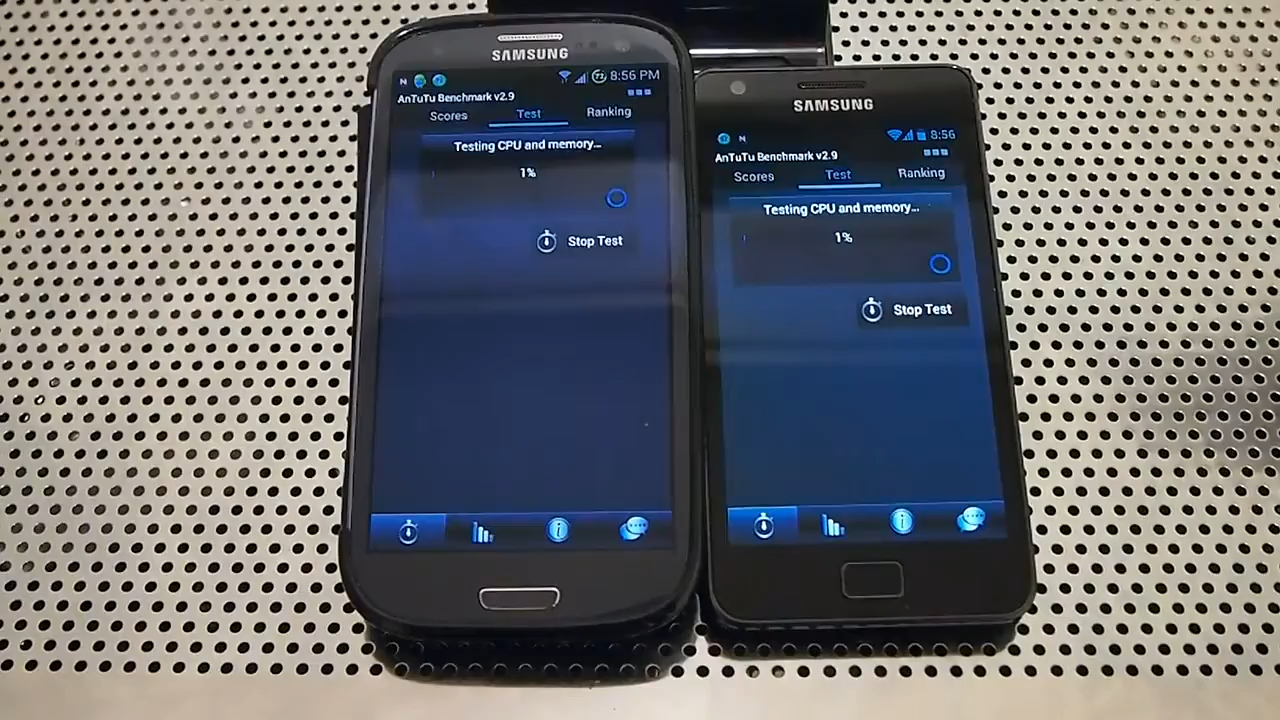 SAMSUNG
8:56 PM
AnTuTu Benchmark v2.9
Scores Test Ranking
Testing CPU and memory...
1%
Stop Test
SAMSUNG
8:56
AnTuTu Benchmark v2.9
Scores Test Ranking
Testing CPU and memory...
1%
Stop Test